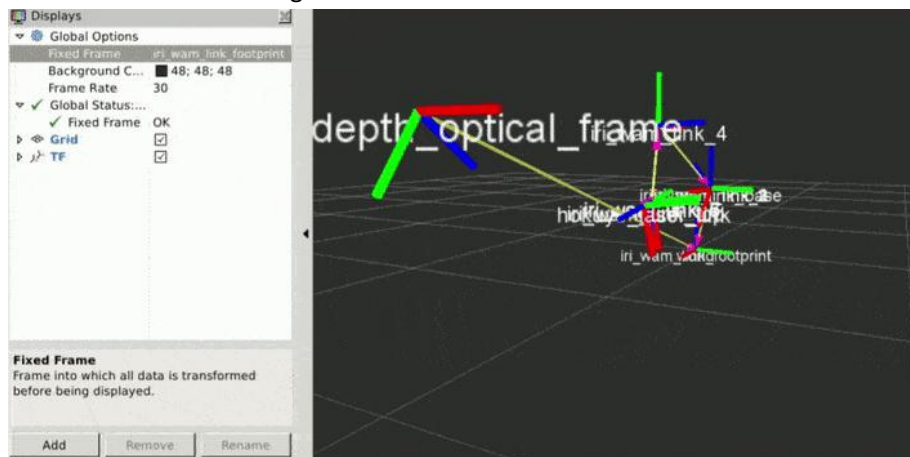 Displays
Global Options
Fixed Frame iri_wam_link_footprint
Background C... 48; 48; 48
Frame Rate 30
Global Status:...
Fixed Frame OK
Grid
TF
Fixed Frame
Frame into which all data is transformed
before being displayed.
Add Remove Rename
depth_optical_frame
iri_wam_link_4
iri_wam_link_footprint